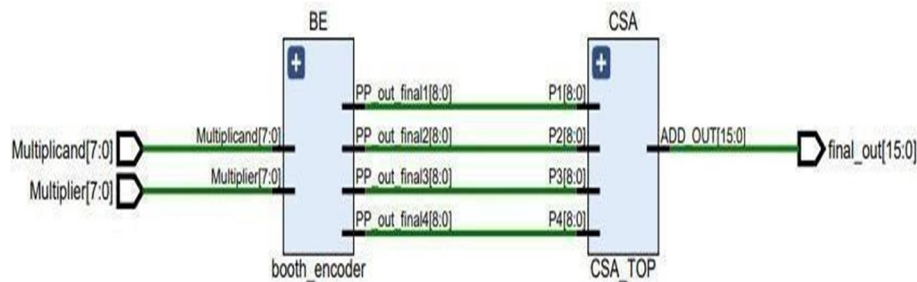 BE
CSA
PP_out_final1[8:0]
P1[8:0]
Multiplicand[7:0]
Multiplicand[7:0]
PP_out_final2[8:0]
P2[8:0]
ADD_OUT[15:0]
final_out[15:0]
Multiplier[7:0]
Multiplier[7:0]
PP_out_final3[8:0]
P3[8:0]
PP_out_final4[8:0]
P4[8:0]
booth_encoder
CSA_TOP